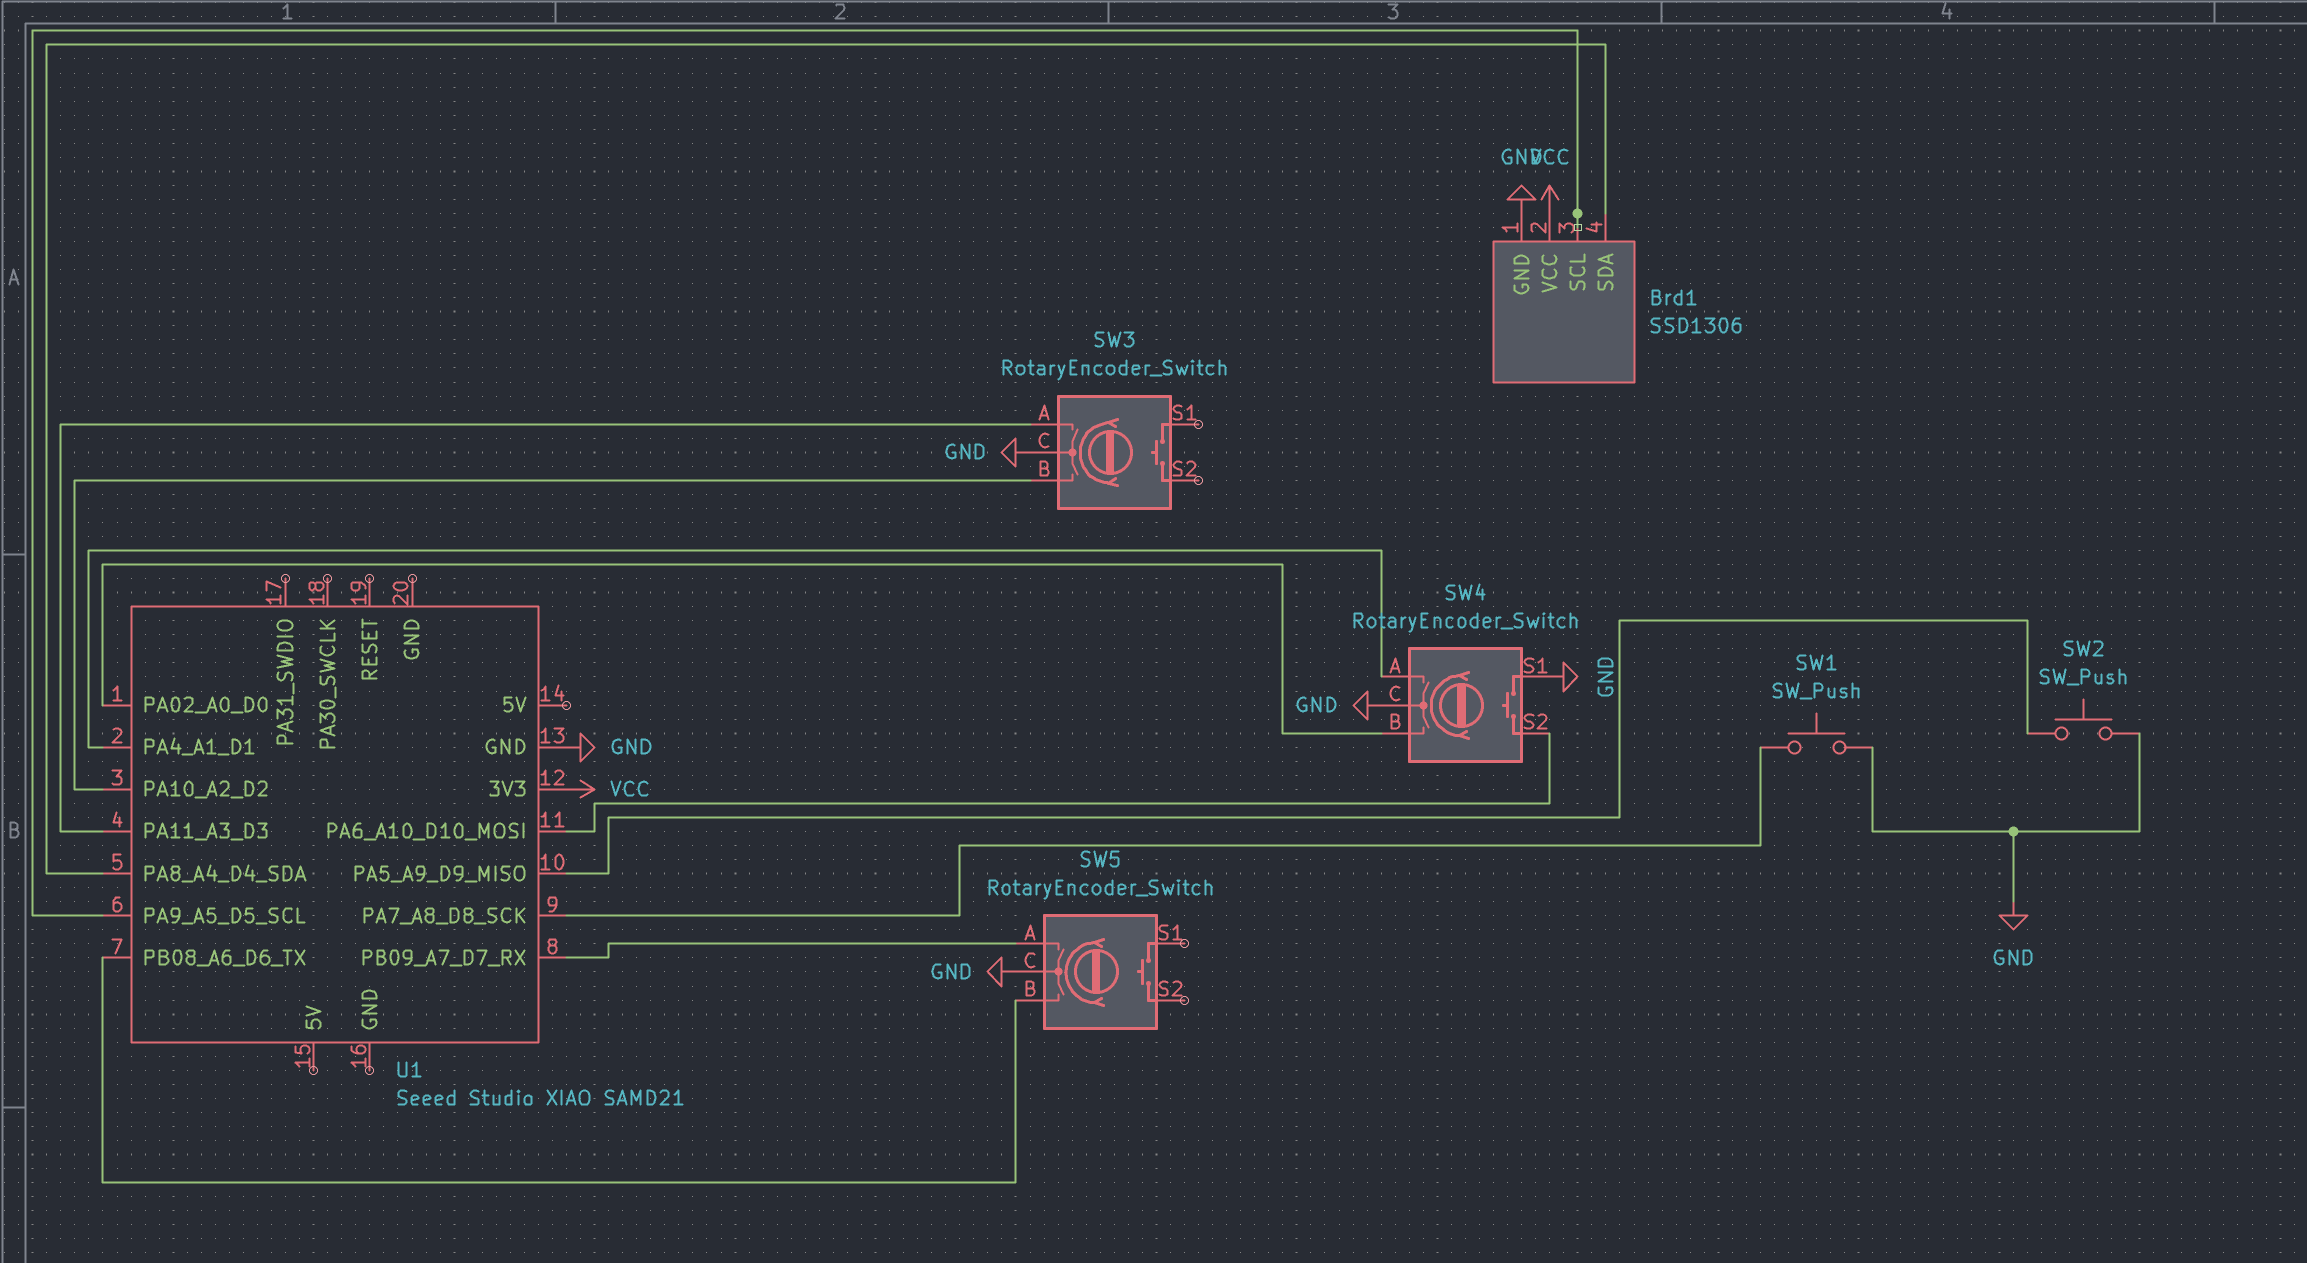 1 2 3 4
A
B
GND VCC
1 2 3 4
GND VCC SCL SDA
Brd1
SSD1306
SW3
RotaryEncoder_Switch
A S1
GND C
B S2
SW4
RotaryEncoder_Switch
A S1 GND
GND C
B S2
SW1
SW_Push
SW2
SW_Push
GND
17 18 19 20
PA31_SWDIO PA30_SWCLK RESET GND
1 PA02_A0_D0 5V 14
2 PA4_A1_D1 GND 13 GND
3 PA10_A2_D2 3V3 12 VCC
4 PA11_A3_D3 PA6_A10_D10_MOSI 11
5 PA8_A4_D4_SDA PA5_A9_D9_MISO 10
6 PA9_A5_D5_SCL PA7_A8_D8_SCK 9
7 PB08_A6_D6_TX PB09_A7_D7_RX 8
5V GND
15 16
U1
Seeed Studio XIAO SAMD21
SW5
RotaryEncoder_Switch
A S1
GND C
B S2